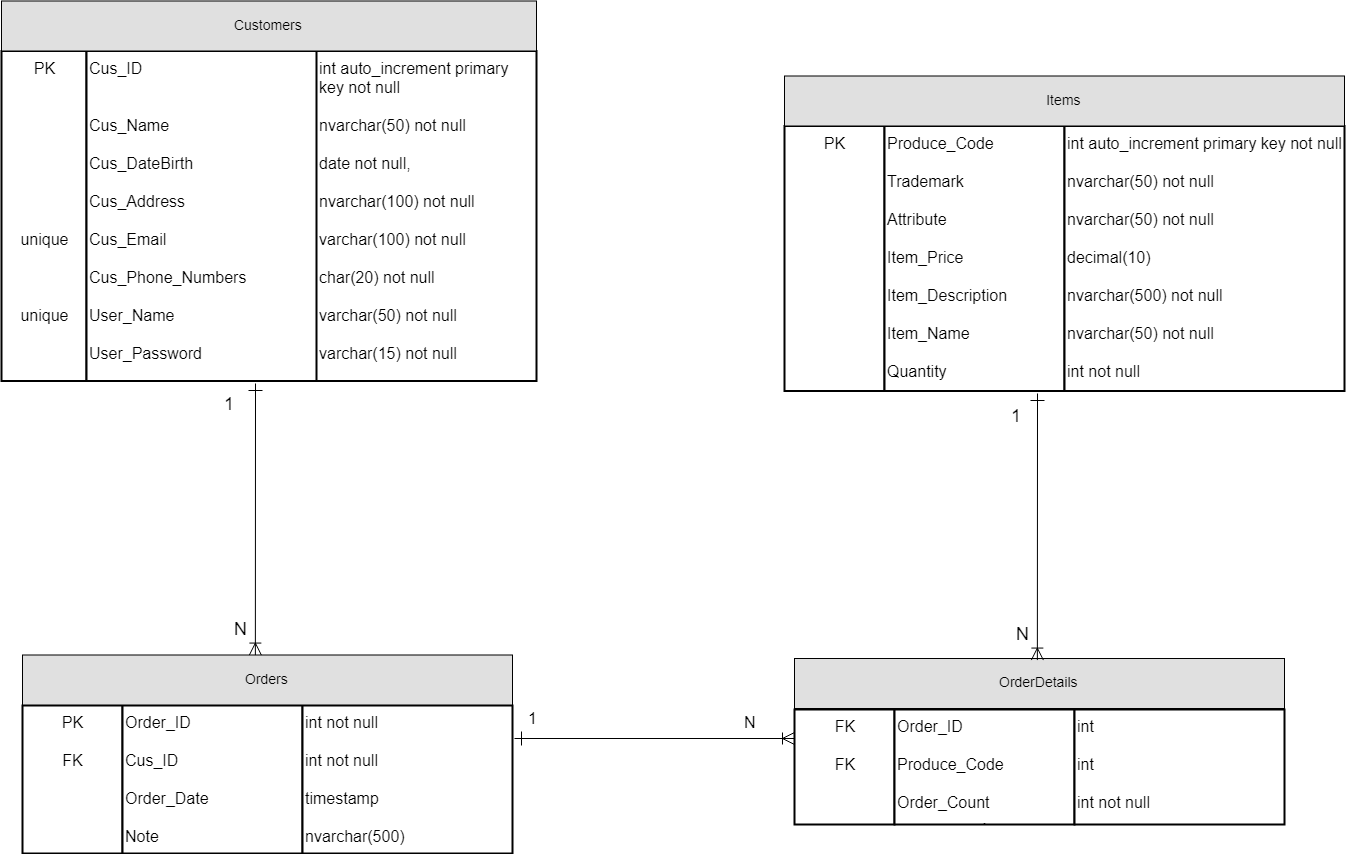 Customers
PK Cus_ID int auto_increment primary
key not null
Cus_Name nvarchar(50) not null
Cus_DateBirth date not null,
Cus_Address nvarchar(100) not null
unique Cus_Email varchar(100) not null
Cus_Phone_Numbers char(20) not null
unique User_Name varchar(50) not null
User_Password varchar(15) not null
Items
PK Produce_Code int auto_increment primary key not null
Trademark nvarchar(50) not null
Attribute nvarchar(50) not null
Item_Price decimal(10)
Item_Description nvarchar(500) not null
Item_Name nvarchar(50) not null
Quantity int not null
1
N
1
N
Orders
PK Order_ID int not null
FK Cus_ID int not null
Order_Date timestamp
Note nvarchar(500)
1
N
OrderDetails
FK Order_ID int
FK Produce_Code int
Order_Count int not null